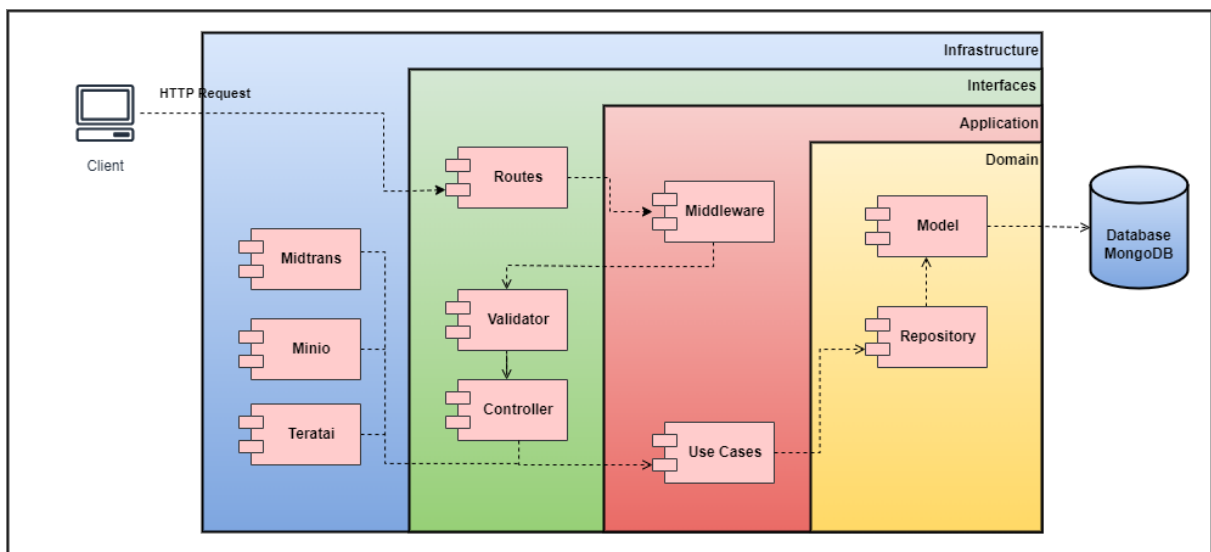 Infrastructure
Interfaces
HTTP Request
Application
Client
Domain
Routes
Middleware
Model
Database
MongoDB
Midtrans
Validator
Repository
Minio
Controller
Teratai
Use Cases